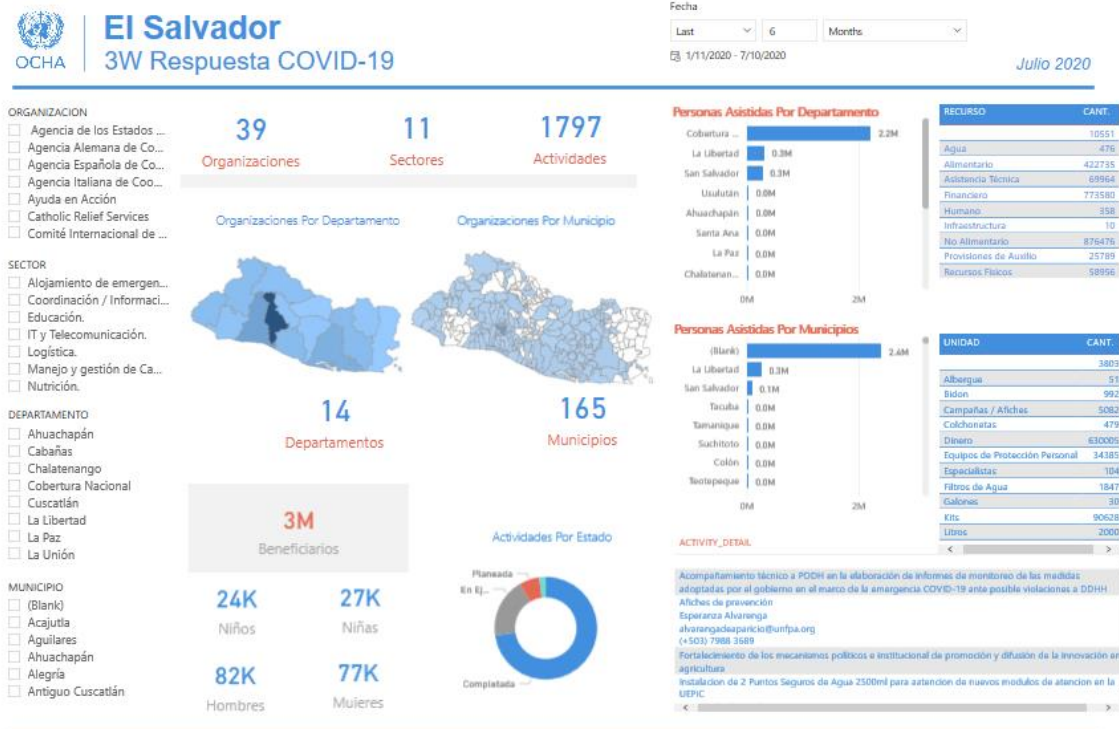 OCHA
El Salvador
3W Respuesta COVID-19
Fecha
Last 6 Months
1/11/2020 - 7/10/2020
Julio 2020
ORGANIZACION
Agencia de los Estados ...
Agencia Alemana de Co...
Agencia Española de Co...
Agencia Italiana de Coo...
Ayuda en Acción
Catholic Relief Services
Comité Internacional de ...
SECTOR
Alojamiento de emergen...
Coordinación / Informaci...
Educación.
IT y Telecomunicación.
Logística.
Manejo y gestión de Ca...
Nutrición.
DEPARTAMENTO
Ahuachapán
Cabañas
Chalatenango
Cobertura Nacional
Cuscatlán
La Libertad
La Paz
La Unión
MUNICIPIO
(Blank)
Acajutla
Aguilares
Ahuachapán
Alegría
Antiguo Cuscatlán
39
Organizaciones
11
Sectores
1797
Actividades
Organizaciones Por Departamento
Organizaciones Por Municipio
14
Departamentos
165
Municipios
3M
Beneficiarios
24K
Niños
27K
Niñas
82K
Hombres
77K
Mujeres
Actividades Por Estado
Planeada
En Ej...
Completada
Personas Asistidas Por Departamento
Cobertura ... 2.2M
La Libertad 0.3M
San Salvador 0.3M
Usulután 0.0M
Ahuachapán 0.0M
Santa Ana 0.0M
La Paz 0.0M
Chalatenan... 0.0M
0M 2M
Personas Asistidas Por Municipios
(Blank) 2.4M
La Libertad 0.3M
San Salvador 0.1M
Tacuba 0.0M
Tamanique 0.0M
Suchitoto 0.0M
Colón 0.0M
Teotepeque 0.0M
0M 2M
RECURSO CANT.
10551
Agua 476
Alimentario 422735
Asistencia Técnica 69964
Financiero 773580
Humano 358
Infraestructura 10
No Alimentario 876476
Provisiones de Auxilio 25789
Recursos Físicos 58956
UNIDAD CANT.
3803
Albergue 51
Bidon 992
Campañas / Afiches 5082
Colchonetas 479
Dinero 630005
Equipos de Protección Personal 34385
Especialistas 104
Filtros de Agua 1847
Galones 30
Kits 90628
Litros 2000
ACTIVITY_DETAIL
Acompañamiento técnico a PDDH en la elaboración de informes de monitoreo de las medidas
adoptadas por el gobierno en el marco de la emergencia COVID-19 ante posible violaciones a DDHH
Afiches de prevención
Esperanza Alvarenga
alvarangadeaparicio@unfpa.org
(+503) 7988 3689
Fortalecimiento de los mecanismos políticos e institucional de promoción y difusión de la innovación en
agricultura
Instalacion de 2 Puntos Seguros de Agua 2500ml para aatencion de nuevos modulos de atencion en la
UEPIC